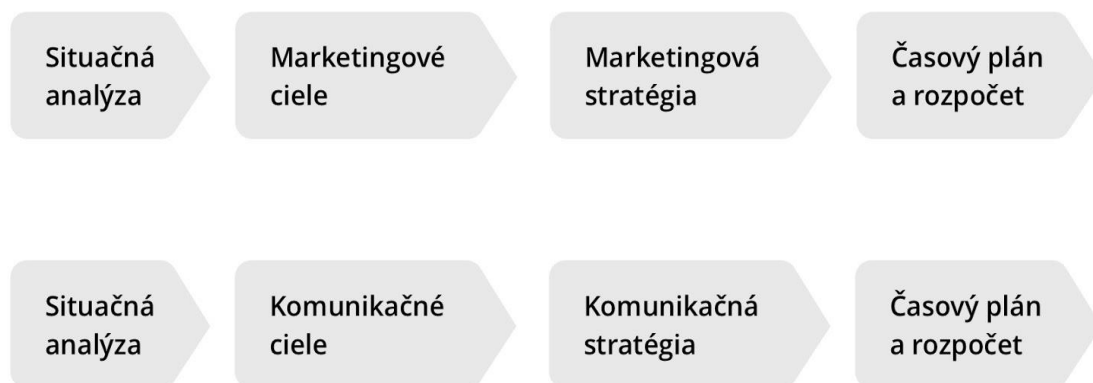 Situačná
analýza
Marketingové
ciele
Marketingová
stratégia
Časový plán
a rozpočet
Situačná
analýza
Komunikačné
ciele
Komunikačná
stratégia
Časový plán
a rozpočet